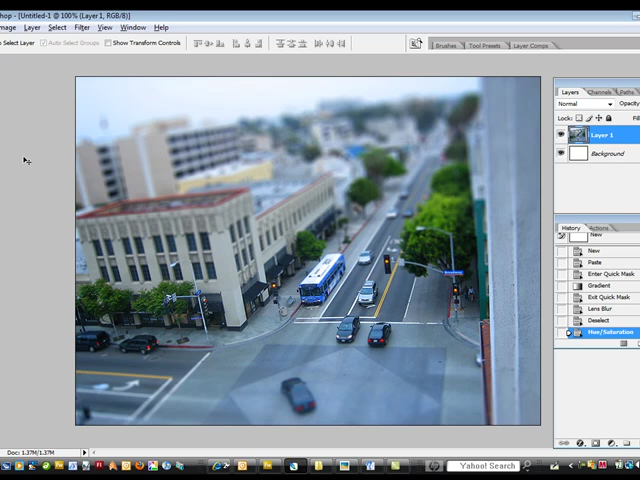 hop - [Untitled-1 @ 100% (Layer 1, RGB/8)]
mage Layer Select Filter View Window Help
o Select Layer Auto Select Groups Show Transform Controls
Brushes Tool Presets Layer Comps
Layers Channels Paths
Normal Opacity
Lock: Fill
Layer 1
Background
History Actions
New
New
Paste
Enter Quick Mask
Gradient
Exit Quick Mask
Lens Blur
Deselect
Hue/Saturation
Doc: 1.37M/1.37M
Yahoo! Search